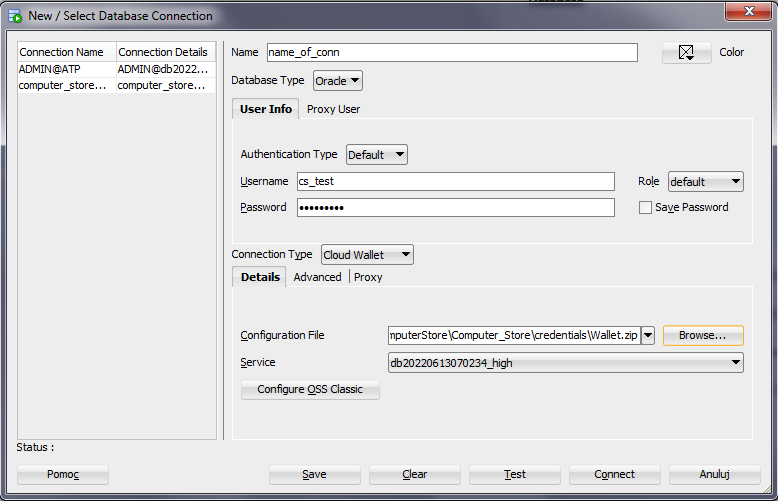 New / Select Database Connection
Connection Name Connection Details
ADMIN@ATP ADMIN@db2022...
computer_store... computer_store...
Name name_of_conn Color
Database Type Oracle
User Info Proxy User
Authentication Type Default
Username cs_test Role default
Password ••••••••• Save Password
Connection Type Cloud Wallet
Details Advanced Proxy
Configuration File mputerStore\Computer_Store\credentials\Wallet.zip Browse...
Service db20220613070234_high
Configure OSS Classic
Status :
Pomoc Save Clear Test Connect Anuluj